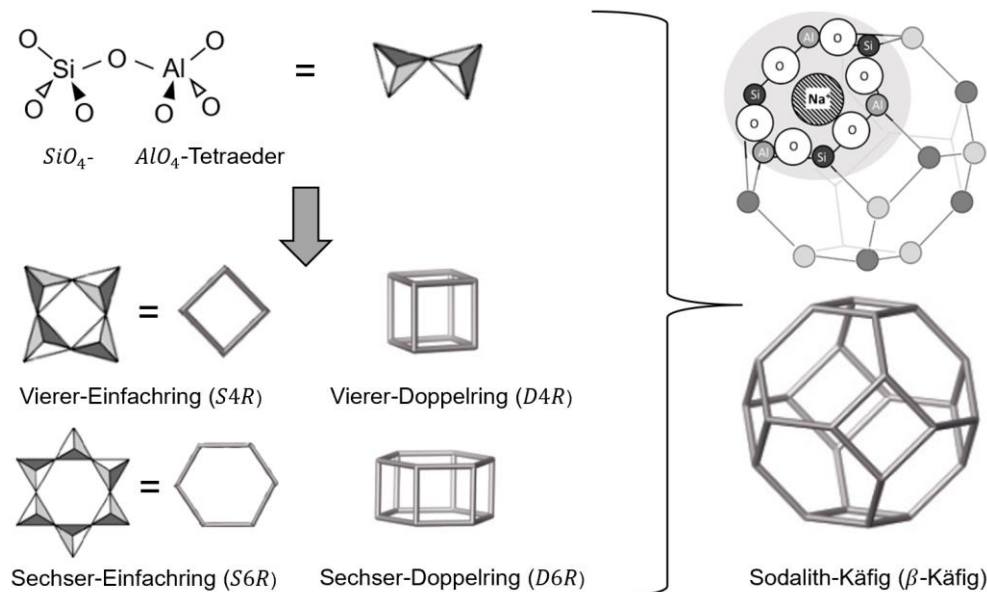 O O O
Si O Al
O O O O
=
SiO₄- AlO₄-Tetraeder
=
Vierer-Einfachring (S4R)
Vierer-Doppelring (D4R)
=
Sechser-Einfachring (S6R)
Sechser-Doppelring (D6R)
Al O Si
O O
Si Na⁺ Al
O O
Al O Si
Sodalith-Käfig (β-Käfig)